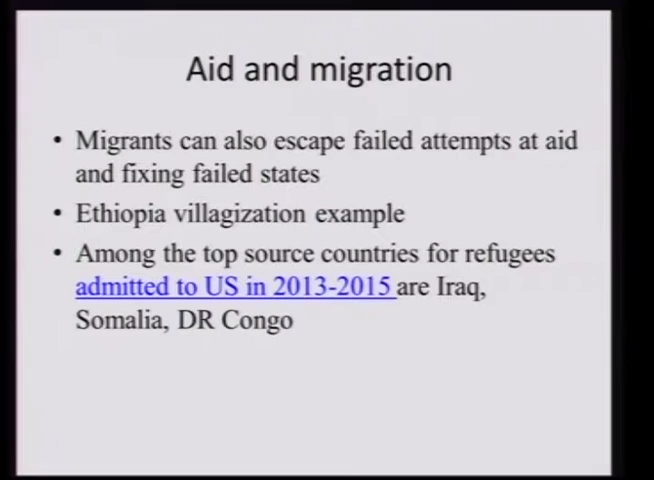 Aid and migration
• Migrants can also escape failed attempts at aid
and fixing failed states
• Ethiopia villagization example
• Among the top source countries for refugees
admitted to US in 2013-2015 are Iraq,
Somalia, DR Congo